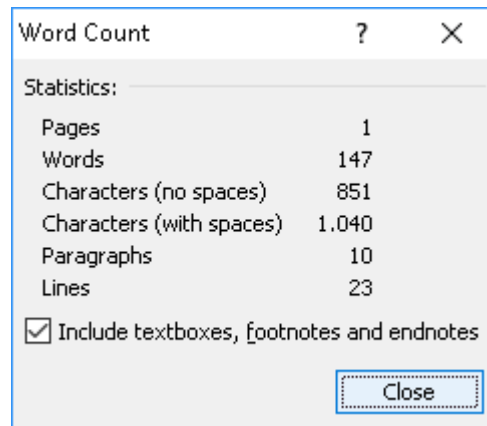 Word Count ? ×
Statistics:
Pages 1
Words 147
Characters (no spaces) 851
Characters (with spaces) 1.040
Paragraphs 10
Lines 23
Include textboxes, footnotes and endnotes
Close